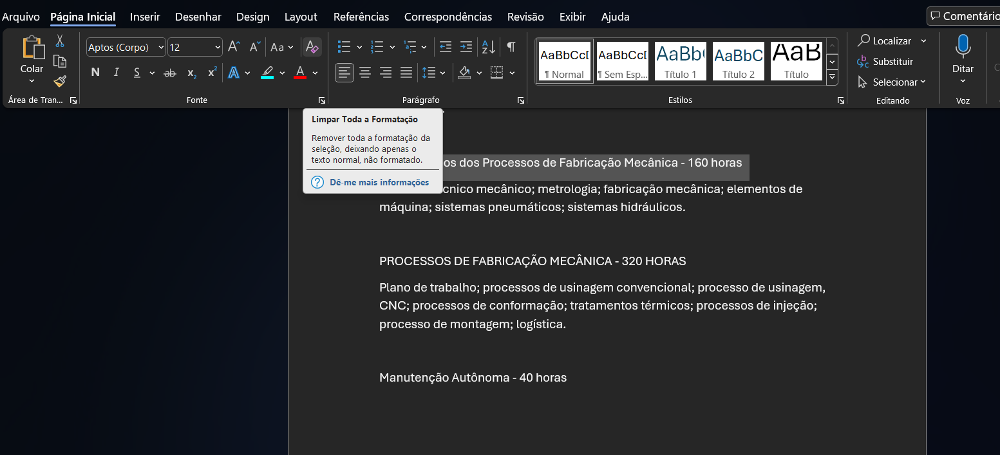 Arquivo Página Inicial Inserir Desenhar Design Layout Referências Correspondências Revisão Exibir Ajuda
Comentário
Aptos (Corpo) 12 A A Aa A
Colar
N I S ab x₂ x² A A
AaBbCcD AaBbCcD AaBb AaBbC AaB
¶ Normal ¶ Sem Esp... Título 1 Título 2 Título
Localizar
Substituir
Selecionar
Ditar
Área de Tran... Fonte Parágrafo Estilos Editando Voz
Limpar Toda a Formatação
Remover toda a formatação da
seleção, deixando apenas o
texto normal, não formatado.
Dê-me mais informações
os dos Processos de Fabricação Mecânica - 160 horas
cnico mecânico; metrologia; fabricação mecânica; elementos de
máquina; sistemas pneumáticos; sistemas hidráulicos.
PROCESSOS DE FABRICAÇÃO MECÂNICA - 320 HORAS
Plano de trabalho; processos de usinagem convencional; processo de usinagem,
CNC; processos de conformação; tratamentos térmicos; processos de injeção;
processo de montagem; logística.
Manutenção Autônoma - 40 horas